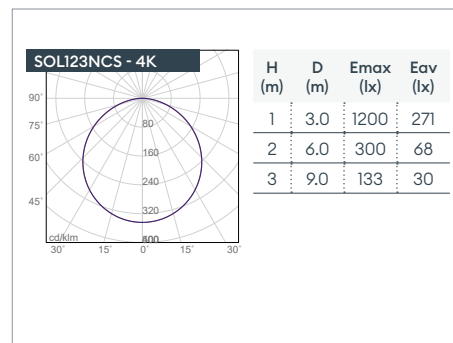 SOL123NCS - 4K
90°
75°
60°
45°
80
160
240
320
cd/klm
30° 15° 0° 15° 30°
H D Emax Eav
(m) (m) (lx) (lx)
1 3.0 1200 271
2 6.0 300 68
3 9.0 133 30